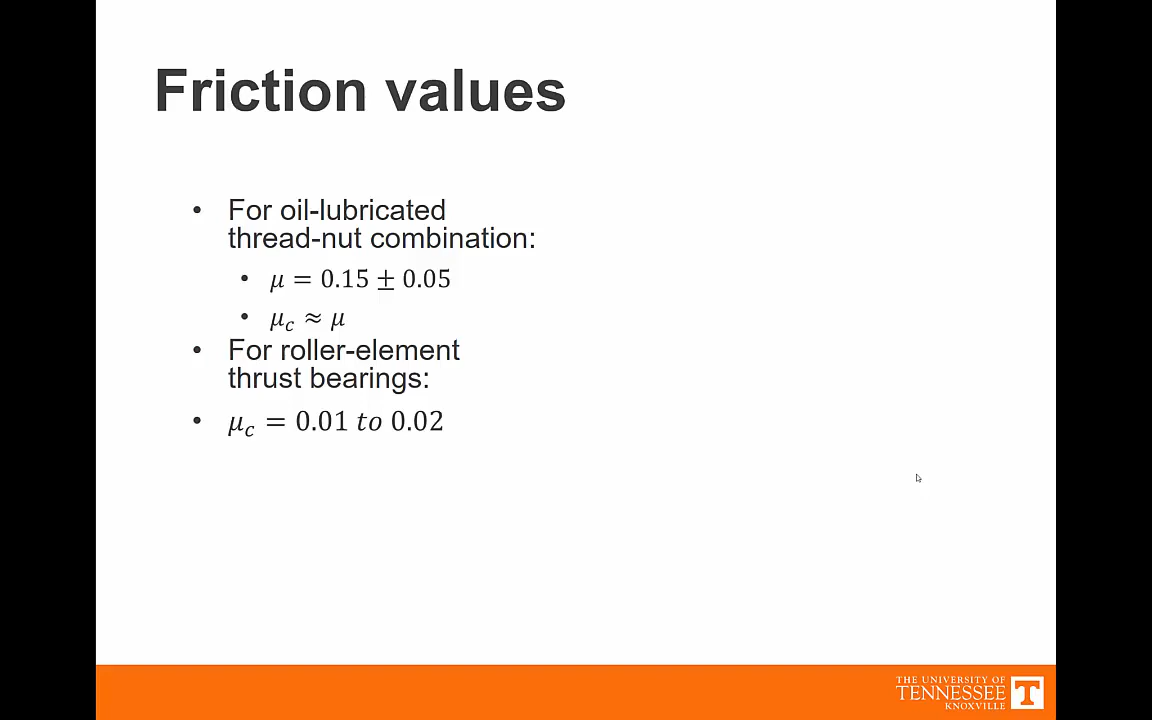 Friction values
• For oil-lubricated
thread-nut combination:
• 𝜇 = 0.15 ± 0.05
• 𝜇𝑐 ≈ 𝜇
• For roller-element
thrust bearings:
• 𝜇𝑐 = 0.01 𝑡𝑜 0.02
THE UNIVERSITY OF
TENNESSEE
KNOXVILLE
T